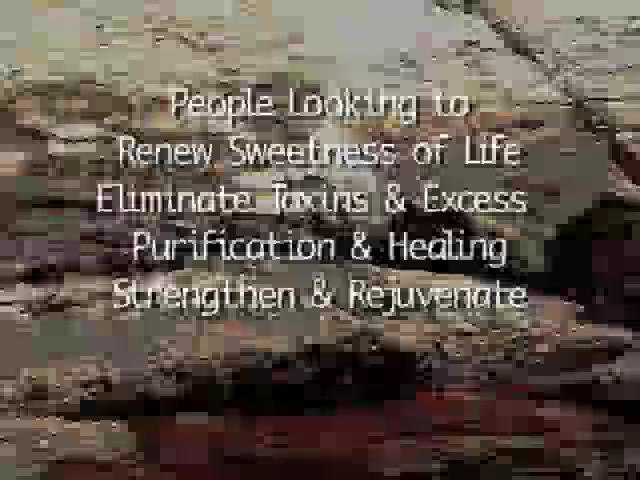 People Looking to
Renew Sweetness of Life
Eliminate Toxins & Excess
Purification & Healing
Strengthen & Rejuvenate